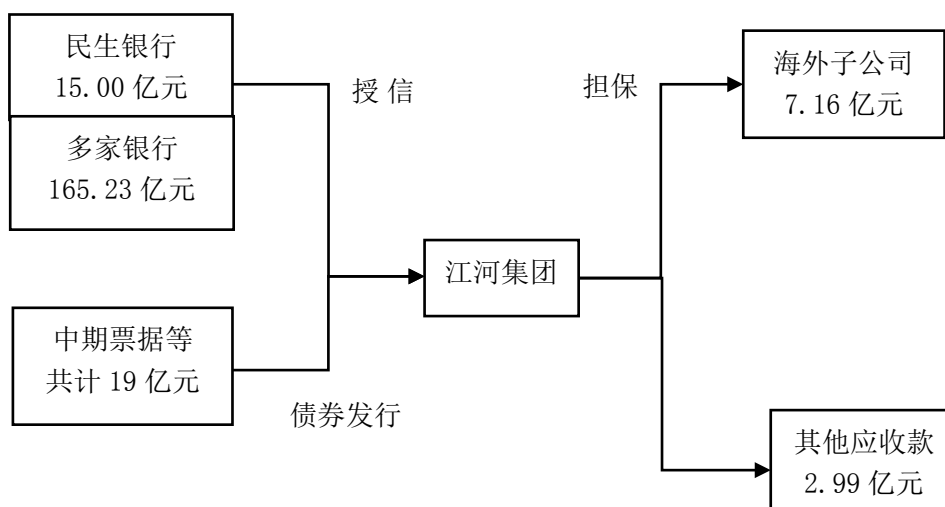 民生银行
15.00 亿元
多家银行
165.23 亿元
授 信
担保
海外子公司
7.16 亿元
江河集团
中期票据等
共计 19 亿元
债券发行
其他应收款
2.99 亿元